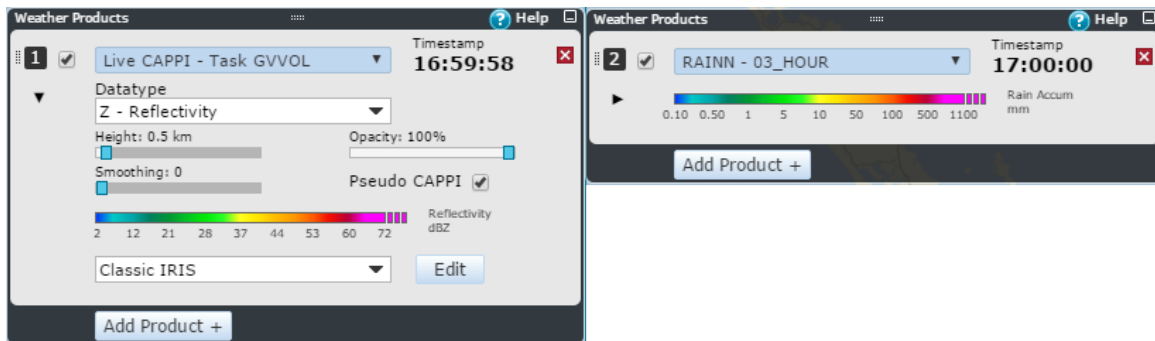 Weather Products
Help
1
Live CAPPI - Task GVVOL
Timestamp
16:59:58
Datatype
Z - Reflectivity
Height: 0.5 km
Opacity: 100%
Smoothing: 0
Pseudo CAPPI
Reflectivity
dBZ
2 12 21 28 37 44 53 60 72
Classic IRIS
Edit
Add Product +
Weather Products
Help
2
RAINN - 03_HOUR
Timestamp
17:00:00
Rain Accum
mm
0.10 0.50 1 5 10 50 100 500 1100
Add Product +